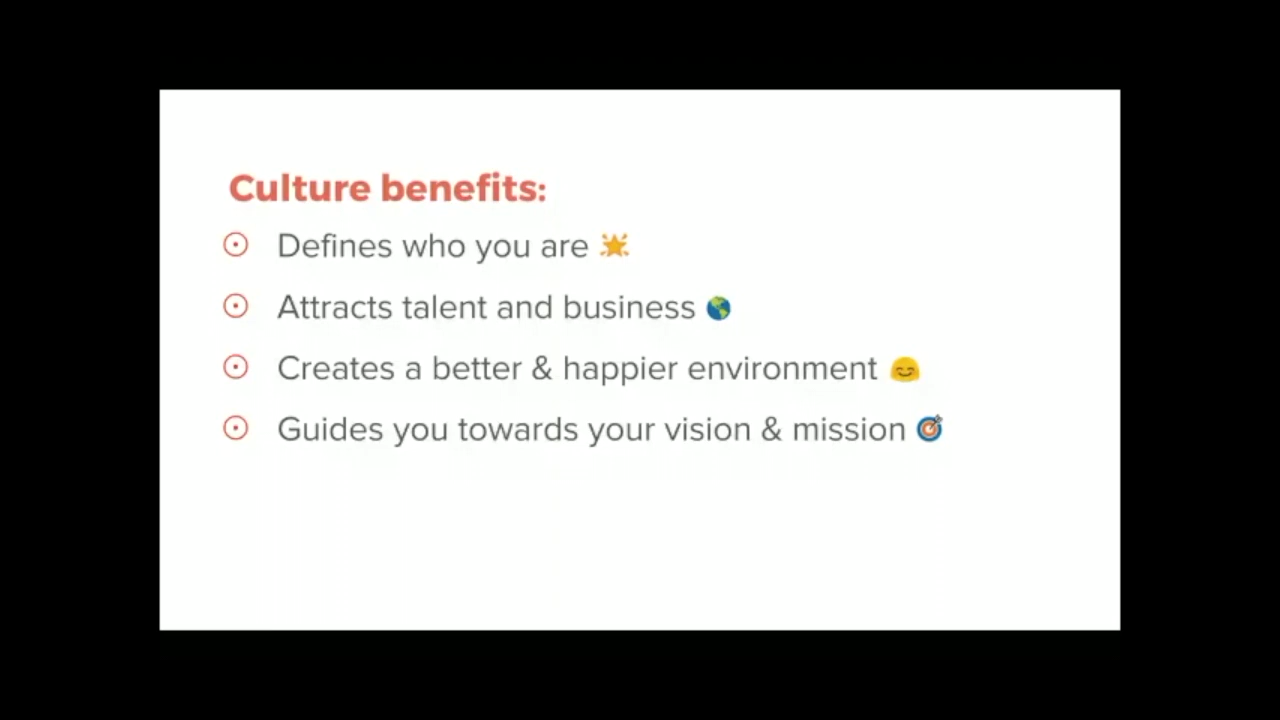 Culture benefits:
Defines who you are 🌟
Attracts talent and business 🌎
Creates a better & happier environment 😊
Guides you towards your vision & mission 🎯